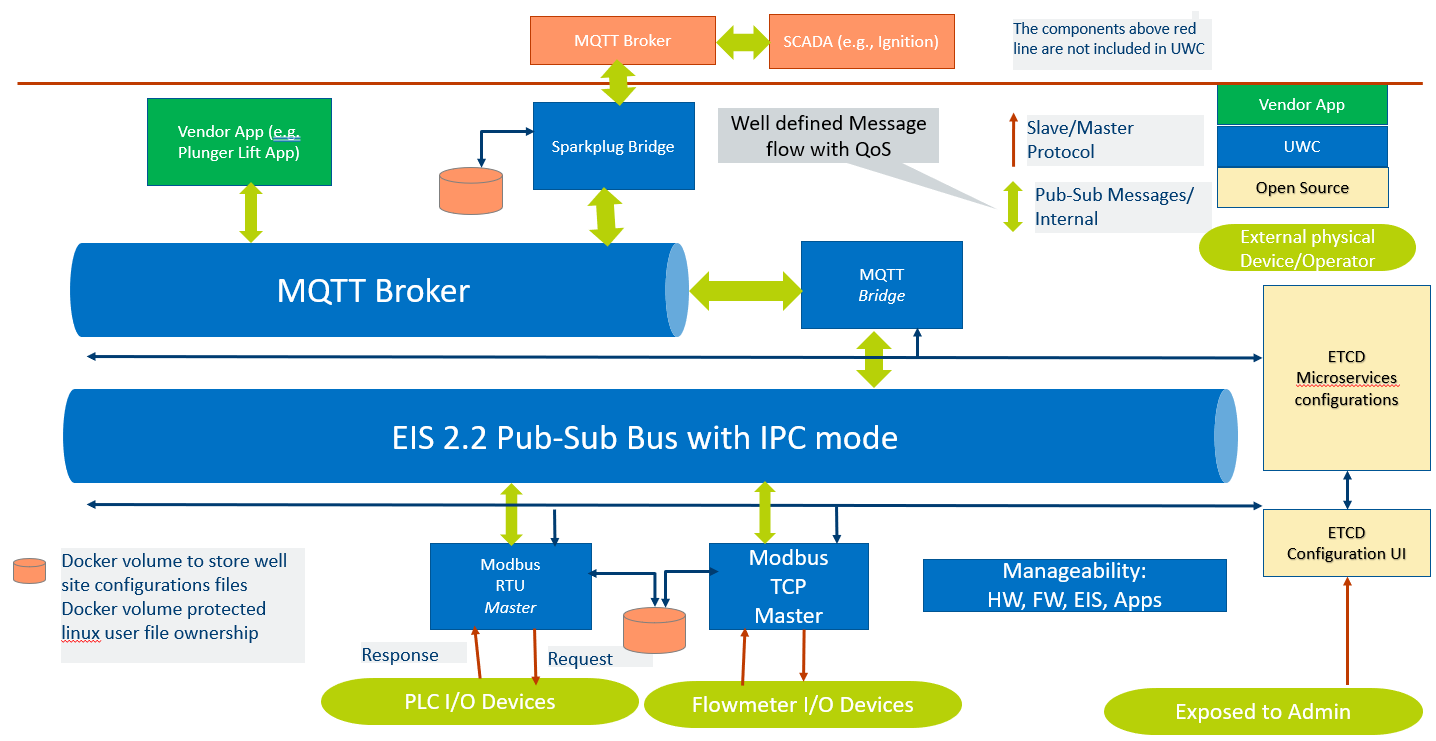 MQTT Broker
SCADA (e.g., Ignition)
The components above red
line are not included in UWC
Vendor App (e.g.
Plunger Lift App)
Sparkplug Bridge
Well defined Message
flow with QoS
Slave/Master
Protocol
Pub-Sub Messages/
Internal
Vendor App
UWC
Open Source
External physical
Device/Operator
MQTT Broker
MQTT
Bridge
ETCD
Microservices
configurations
EIS 2.2 Pub-Sub Bus with IPC mode
ETCD
Configuration UI
Docker volume to store well
site configurations files
Docker volume protected
linux user file ownership
Modbus
RTU
Master
Modbus
TCP
Master
Manageability:
HW, FW, EIS, Apps
Response
Request
PLC I/O Devices
Flowmeter I/O Devices
Exposed to Admin